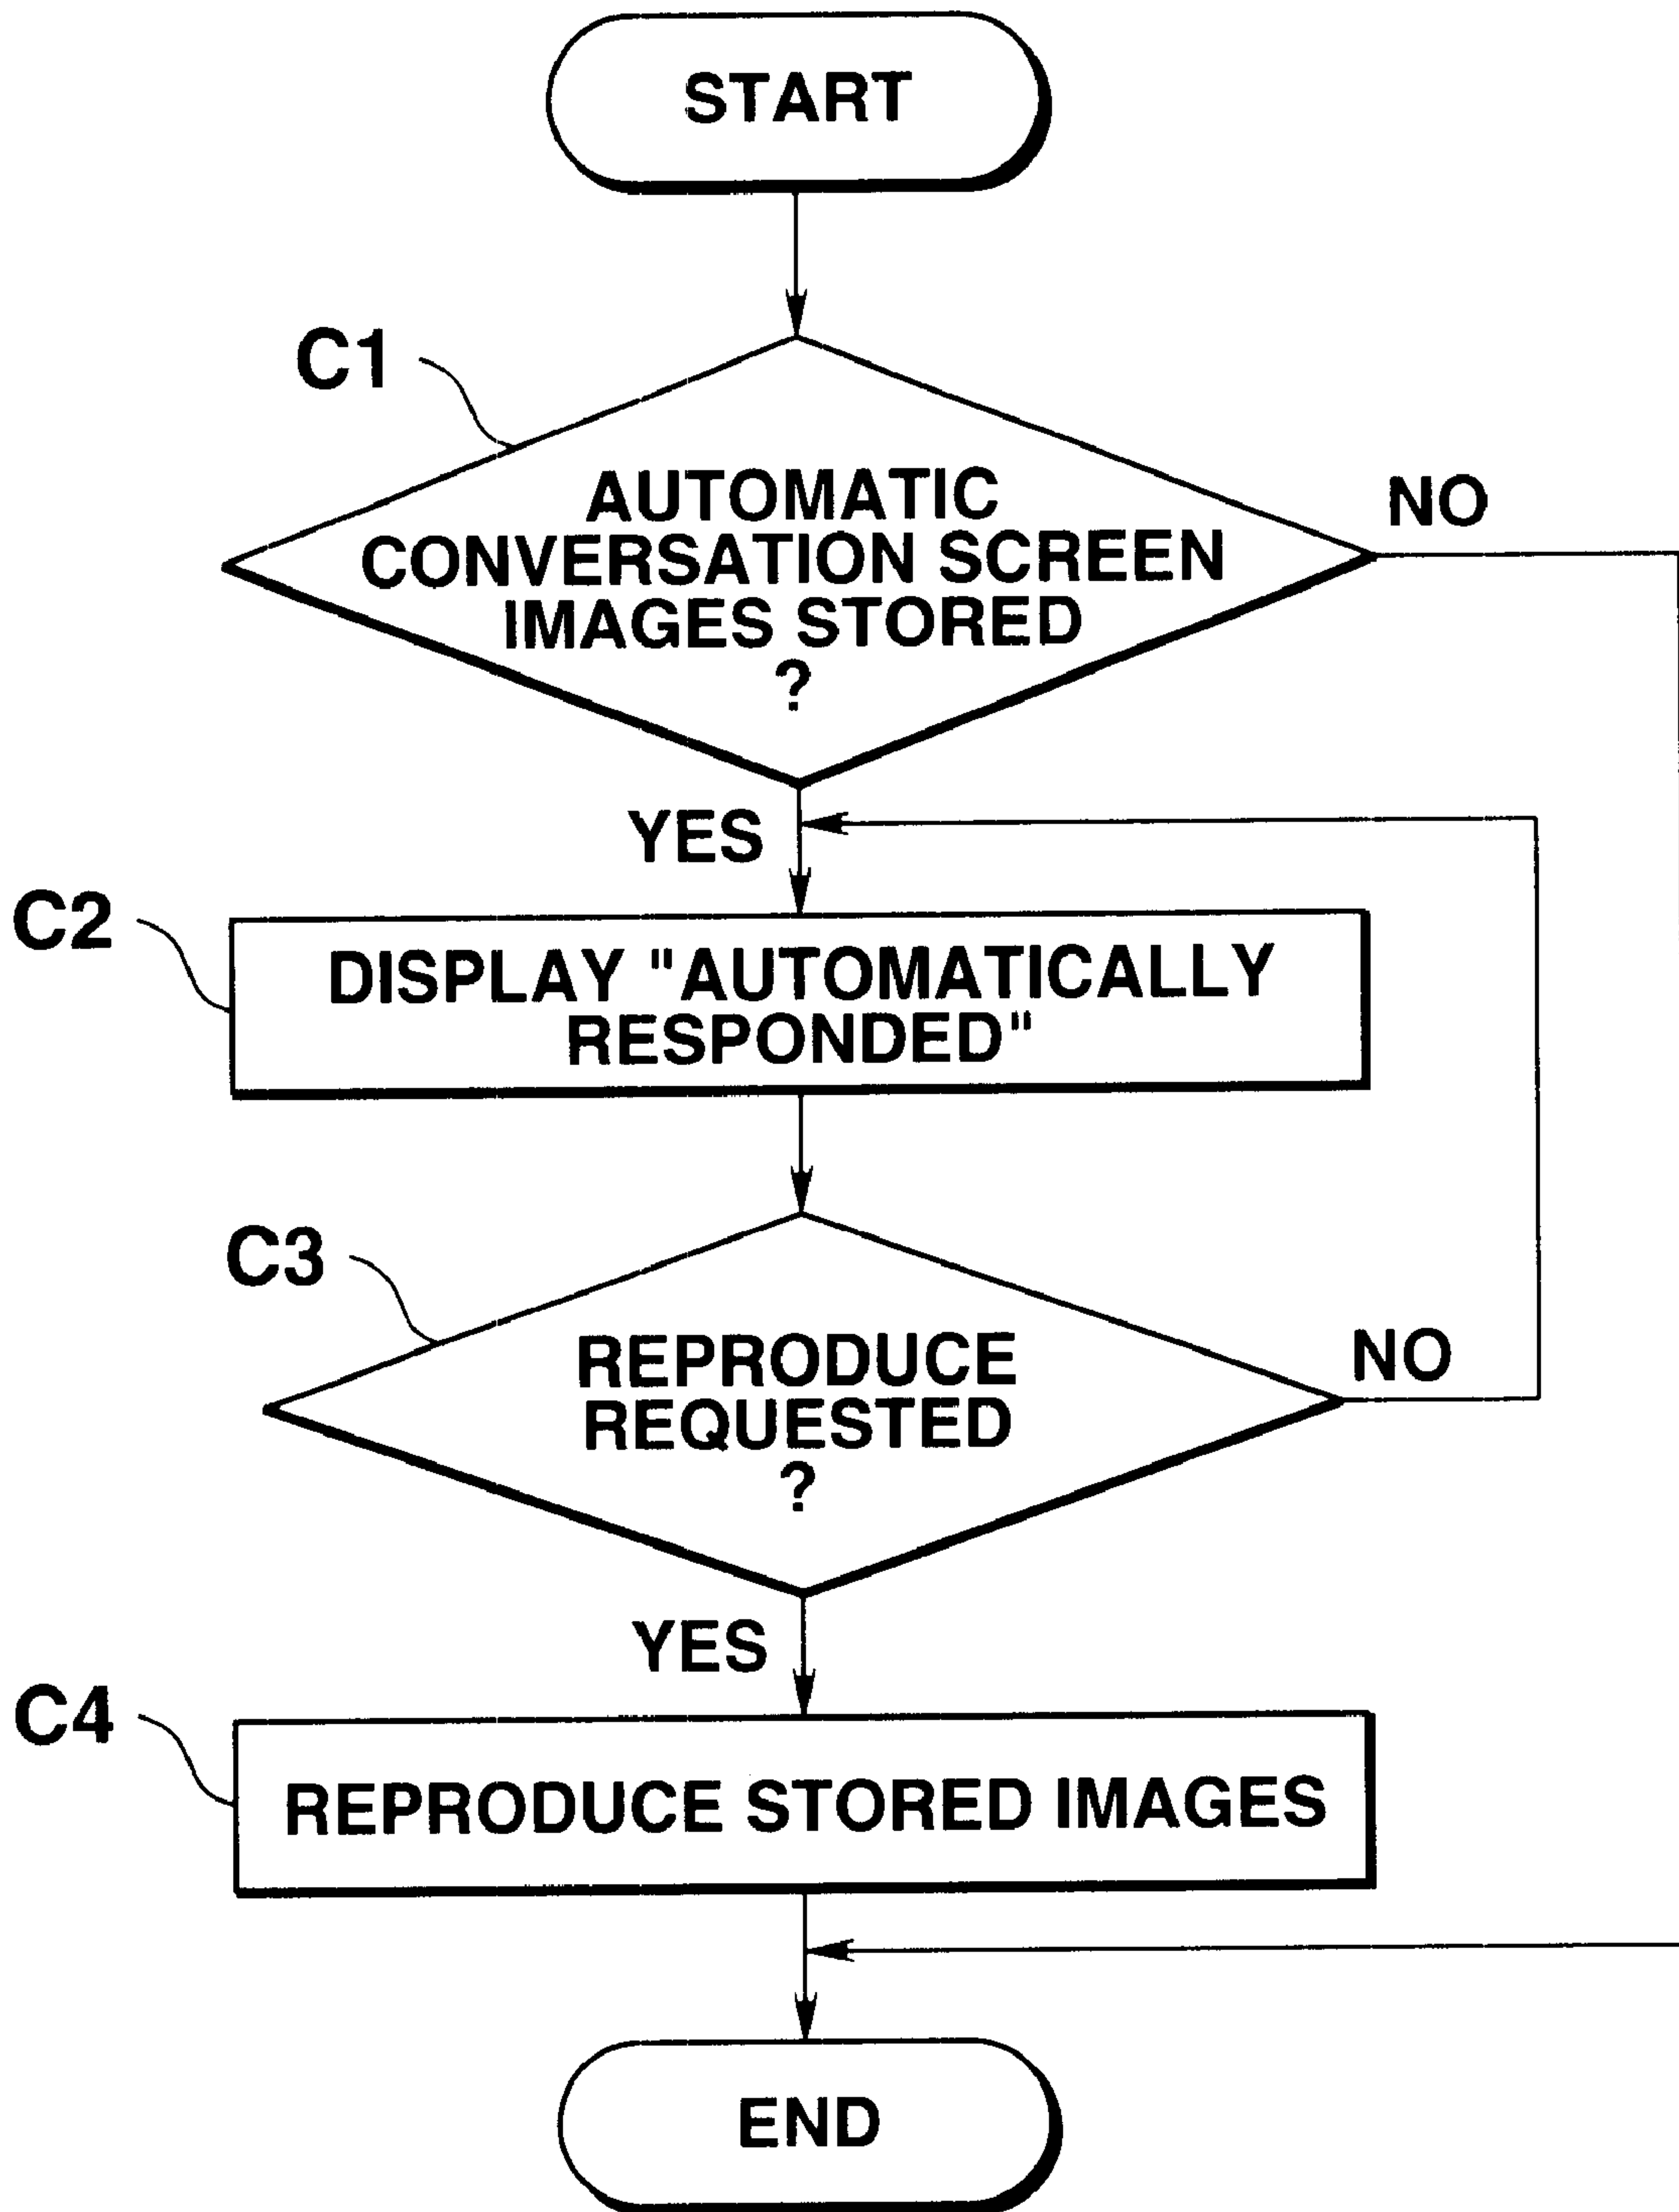 START
C1
AUTOMATIC
CONVERSATION SCREEN
IMAGES STORED
?
NO
YES
C2
DISPLAY "AUTOMATICALLY
RESPONDED"
C3
REPRODUCE
REQUESTED
?
NO
YES
C4
REPRODUCE STORED IMAGES
END